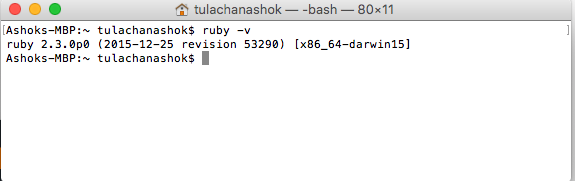 tulachanashok — -bash — 80×11
[Ashoks-MBP:~ tulachanashok$ ruby -v ]
ruby 2.3.0p0 (2015-12-25 revision 53290) [x86_64-darwin15]
Ashoks-MBP:~ tulachanashok$